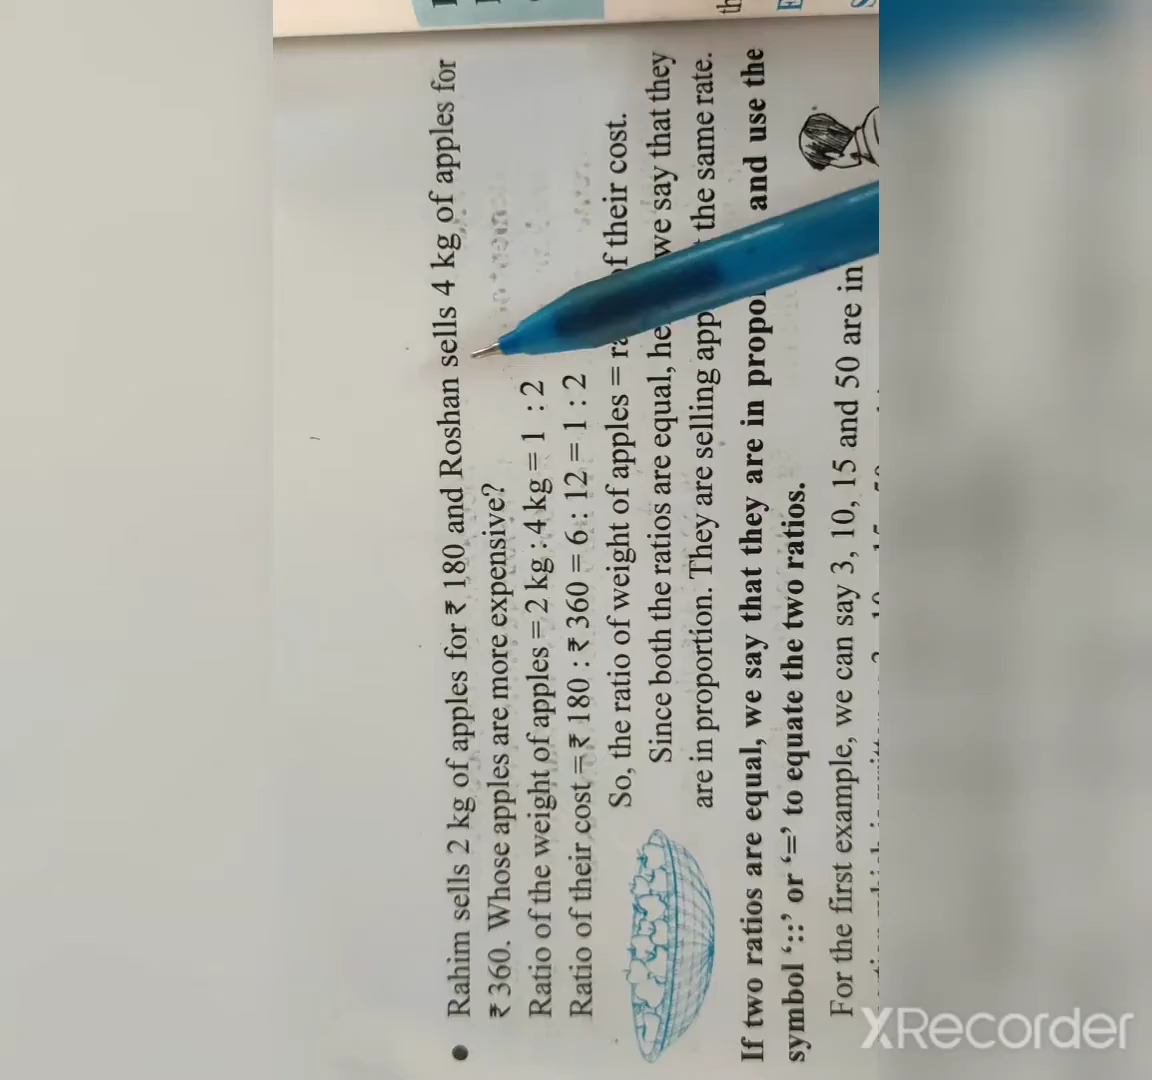 • Rahim sells 2 kg of apples for ₹ 180 and Roshan sells 4 kg of apples for
₹ 360. Whose apples are more expensive?
Ratio of the weight of apples = 2 kg : 4 kg = 1 : 2
Ratio of their cost = ₹ 180 : ₹ 360 = 6 : 12 = 1 : 2
So, the ratio of weight of apples = of their cost.
Since both the ratios are equal, we say that they
are in proportion. They are selling the same rate.
If two ratios are equal, we say that they are in and use the
symbol ‘::’ or ‘=’ to equate the two ratios.
For the first example, we can say 3, 10, 15 and 50 are in
XRecorder